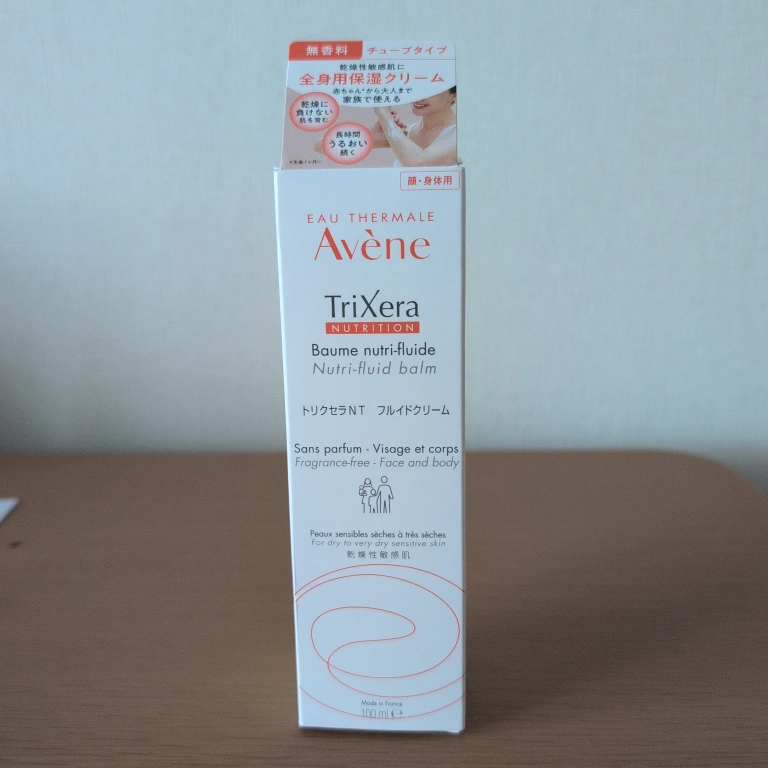 無香料 チューブタイプ
乾燥性敏感肌に
全身用保湿クリーム
赤ちゃん*から大人まで
家族で使える
乾燥に
負けない
肌を育む
長時間
うるおい
続く
*生後1ヶ月〜
顔・身体用
EAU THERMALE
Avène
TriXera
NUTRITION
Baume nutri-fluide
Nutri-fluid balm
トリクセラNT フルイドクリーム
Sans parfum - Visage et corps
Fragrance-free - Face and body
Peaux sensibles sèches à très sèches
For dry to very dry sensitive skin
乾燥性敏感肌
Made in France
100 ml ℮